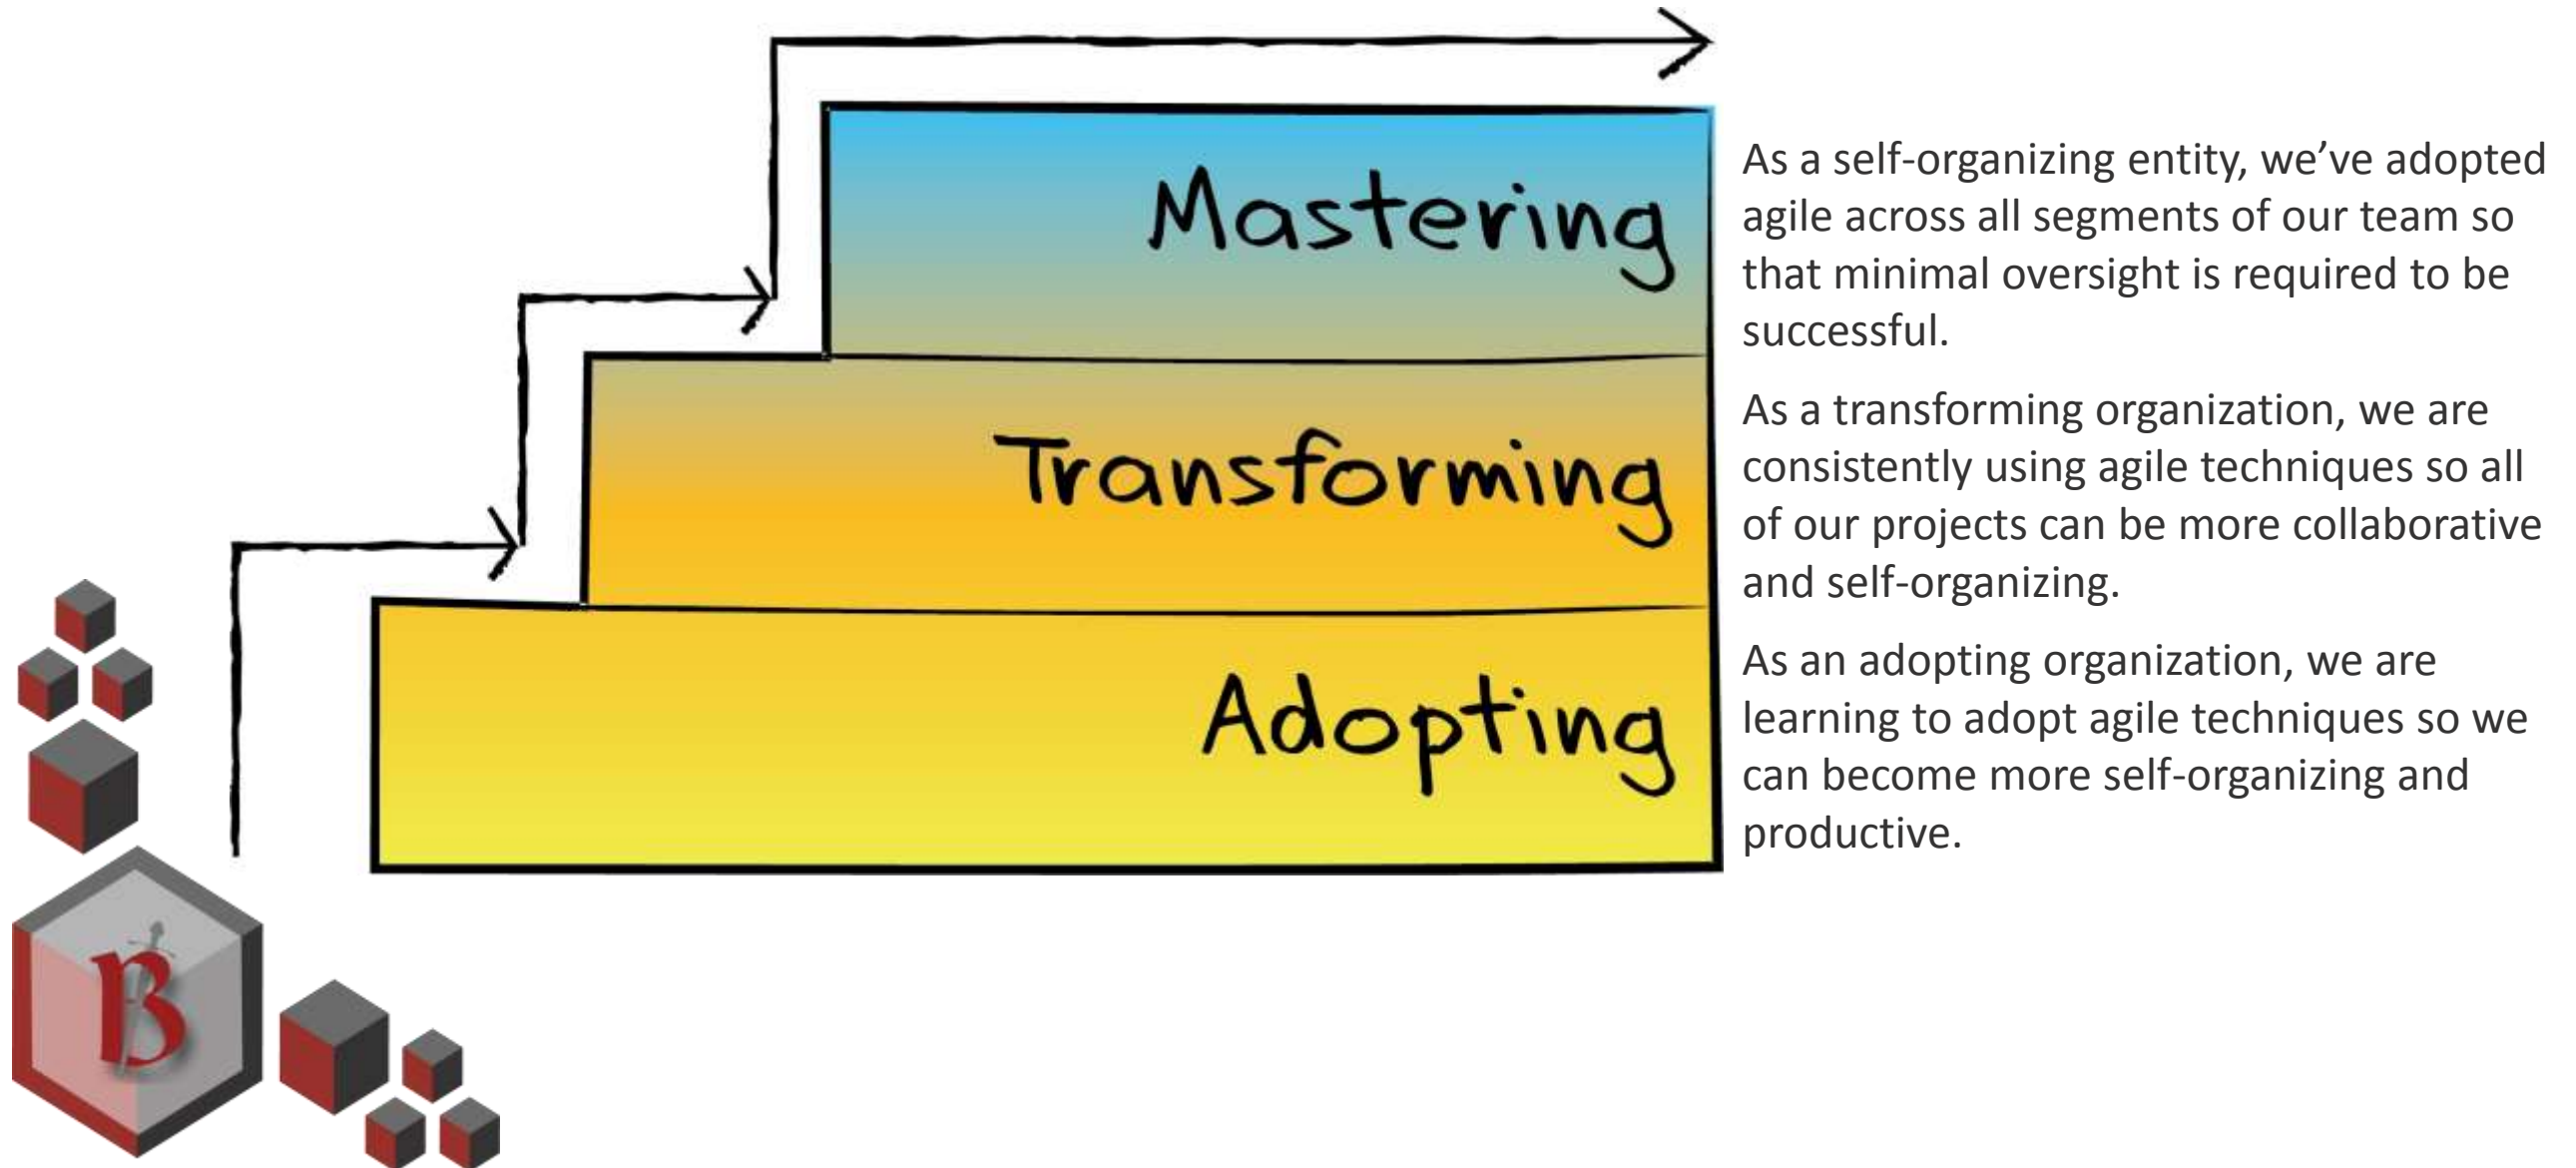 Mastering
As a self-organizing entity, we’ve adopted
agile across all segments of our team so
that minimal oversight is required to be
successful.
Transforming
As a transforming organization, we are
consistently using agile techniques so all
of our projects can be more collaborative
and self-organizing.
Adopting
As an adopting organization, we are
learning to adopt agile techniques so we
can become more self-organizing and
productive.
B